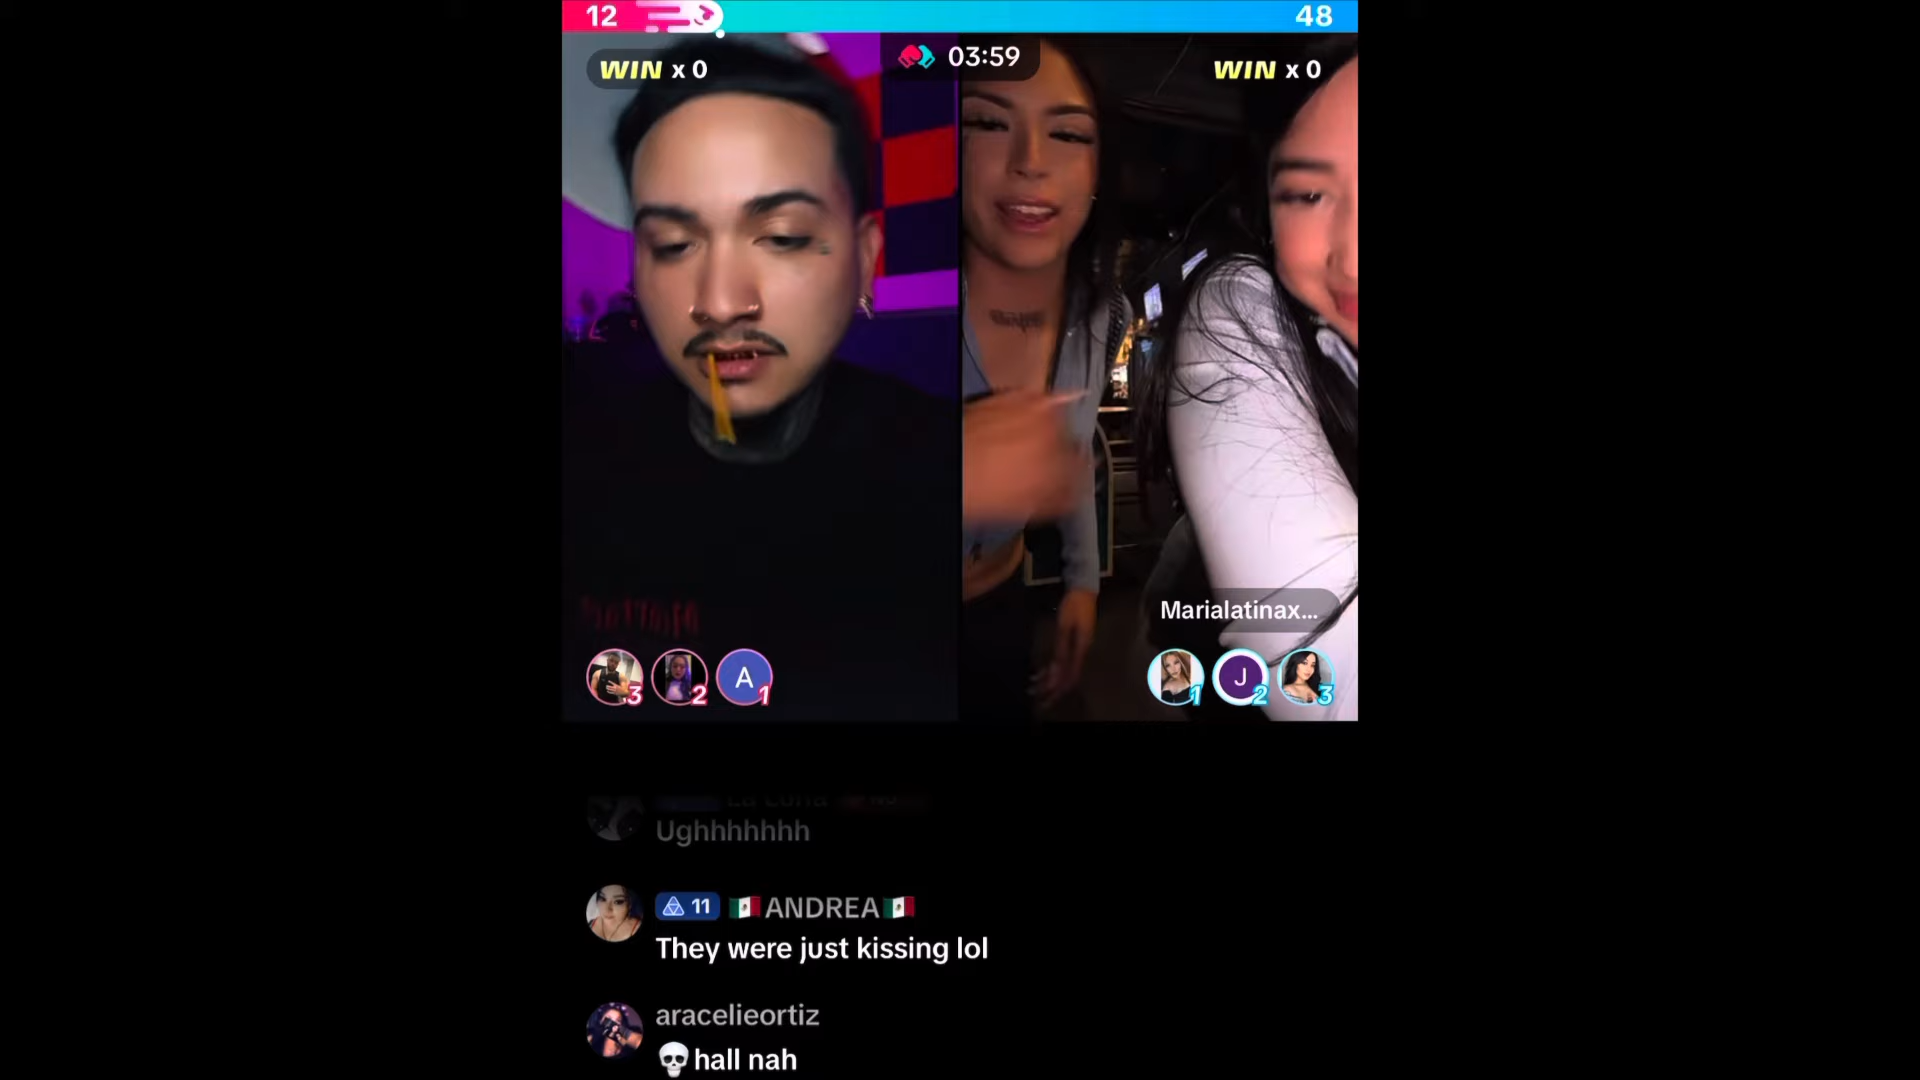 12
48
WIN x 0
03:59
WIN x 0
Marialatinax...
3
2
A
1
1
J
2
3
Ughhhhhhh
11 🇲🇽ANDREA🇲🇽
They were just kissing lol
aracelieortiz
💀hall nah